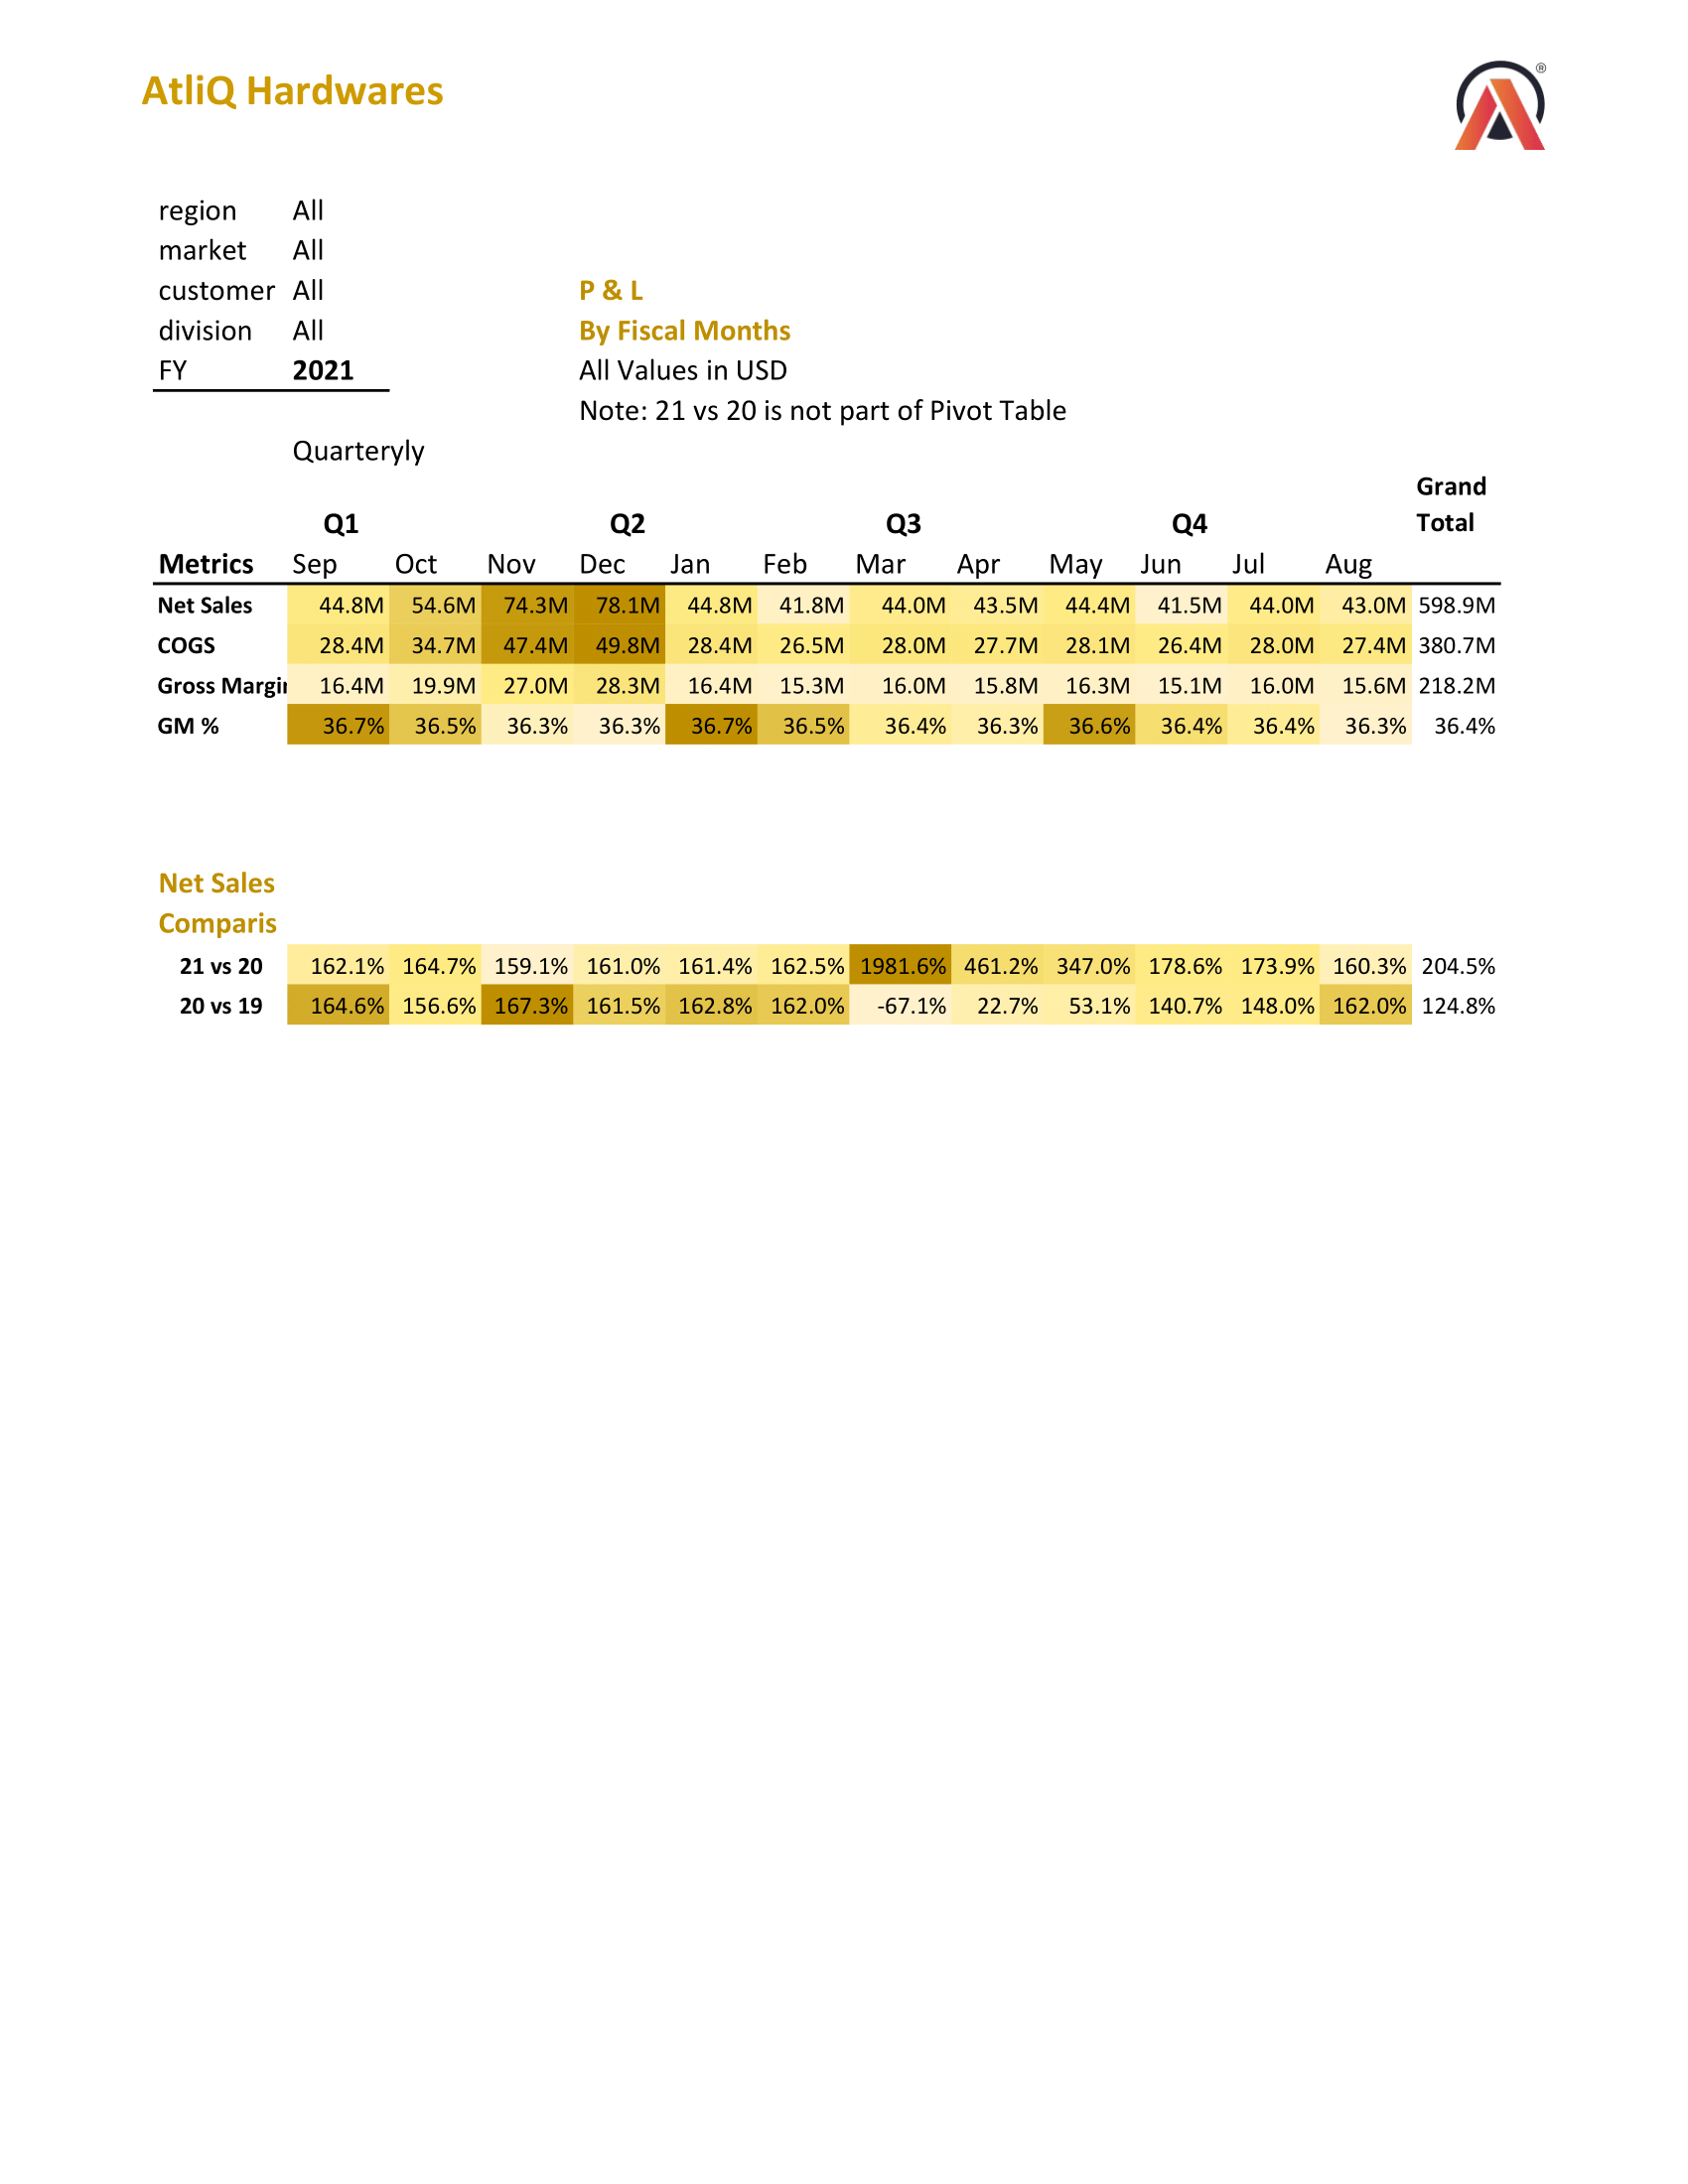 AtliQ Hardwares
®
region All
market All
customer All P & L
division All By Fiscal Months
FY 2021 All Values in USD
Note: 21 vs 20 is not part of Pivot Table
Quarteryly
Grand
Q1 Q2 Q3 Q4 Total
Metrics Sep Oct Nov Dec Jan Feb Mar Apr May Jun Jul Aug
Net Sales 44.8M 54.6M 74.3M 78.1M 44.8M 41.8M 44.0M 43.5M 44.4M 41.5M 44.0M 43.0M 598.9M
COGS 28.4M 34.7M 47.4M 49.8M 28.4M 26.5M 28.0M 27.7M 28.1M 26.4M 28.0M 27.4M 380.7M
Gross Margin 16.4M 19.9M 27.0M 28.3M 16.4M 15.3M 16.0M 15.8M 16.3M 15.1M 16.0M 15.6M 218.2M
GM % 36.7% 36.5% 36.3% 36.3% 36.7% 36.5% 36.4% 36.3% 36.6% 36.4% 36.4% 36.3% 36.4%
Net Sales
Comparis
21 vs 20 162.1% 164.7% 159.1% 161.0% 161.4% 162.5% 1981.6% 461.2% 347.0% 178.6% 173.9% 160.3% 204.5%
20 vs 19 164.6% 156.6% 167.3% 161.5% 162.8% 162.0% -67.1% 22.7% 53.1% 140.7% 148.0% 162.0% 124.8%